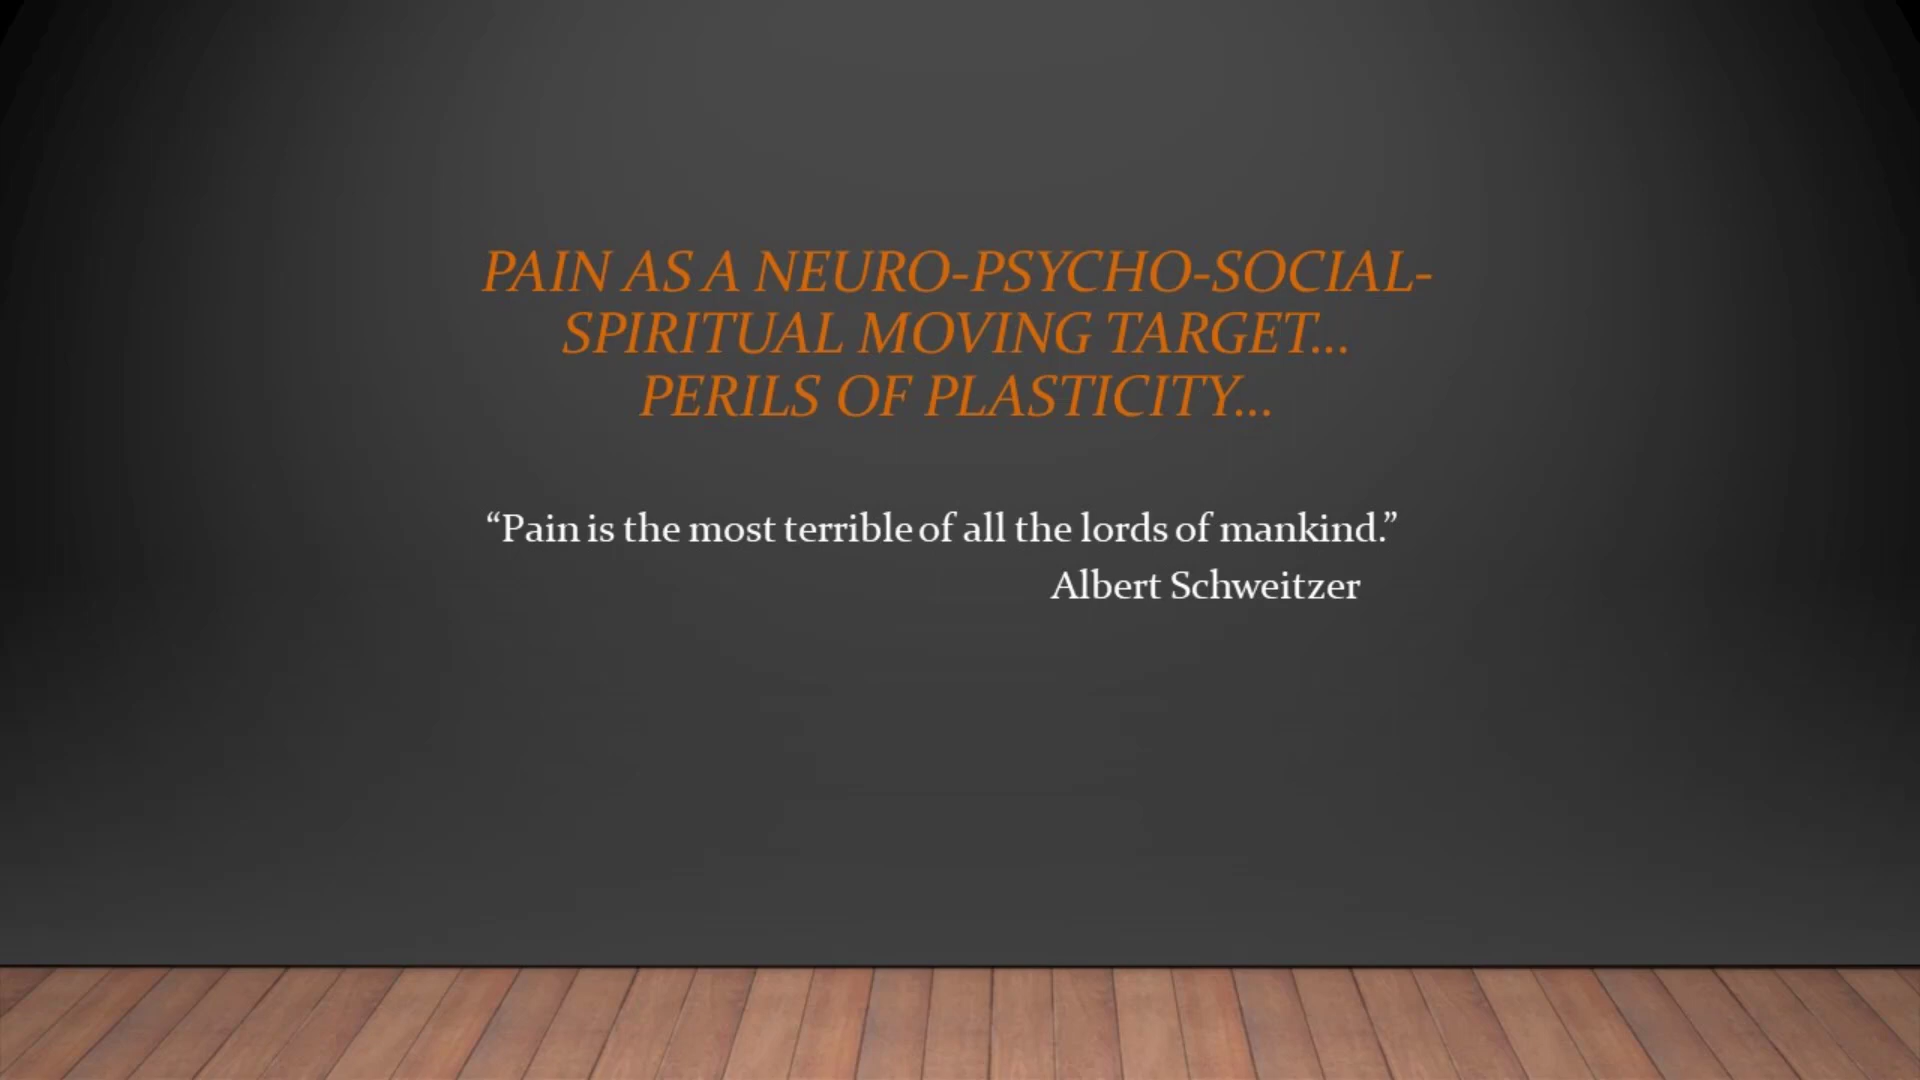 PAIN AS A NEURO-PSYCHO-SOCIAL-
SPIRITUAL MOVING TARGET...
PERILS OF PLASTICITY...
“Pain is the most terrible of all the lords of mankind.”
Albert Schweitzer